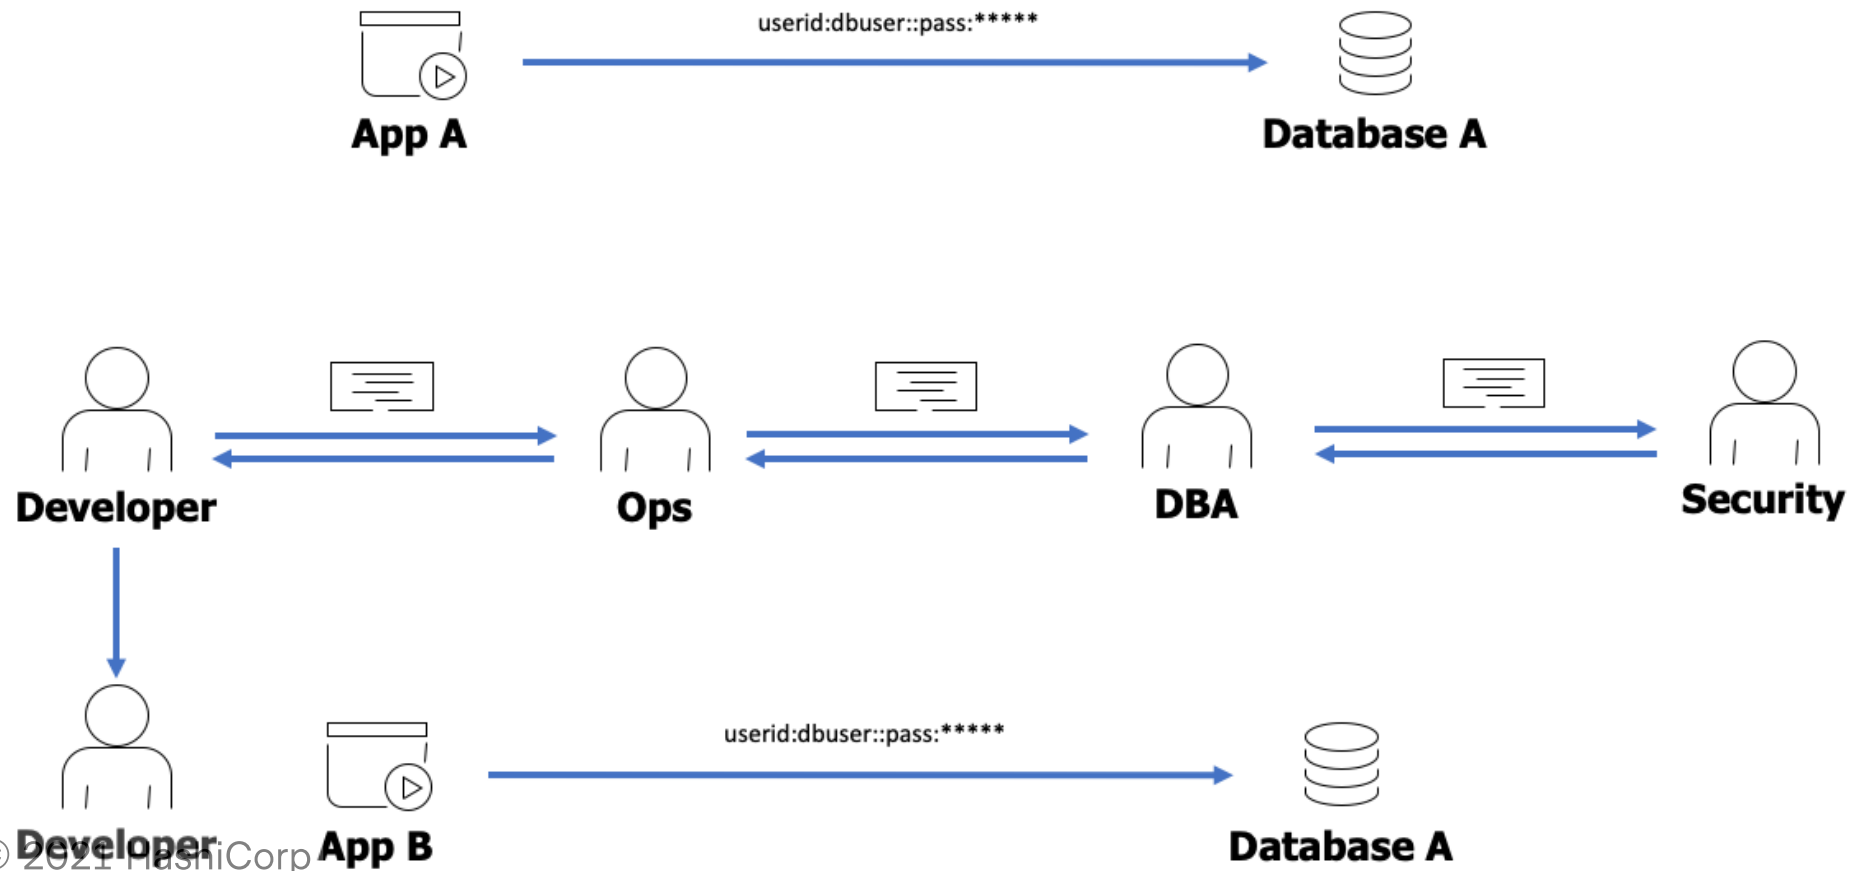 userid:dbuser::pass:*****
App A
Database A
Developer
Ops
DBA
Security
userid:dbuser::pass:*****
Developer
App B
Database A
© 2021 HashiCorp